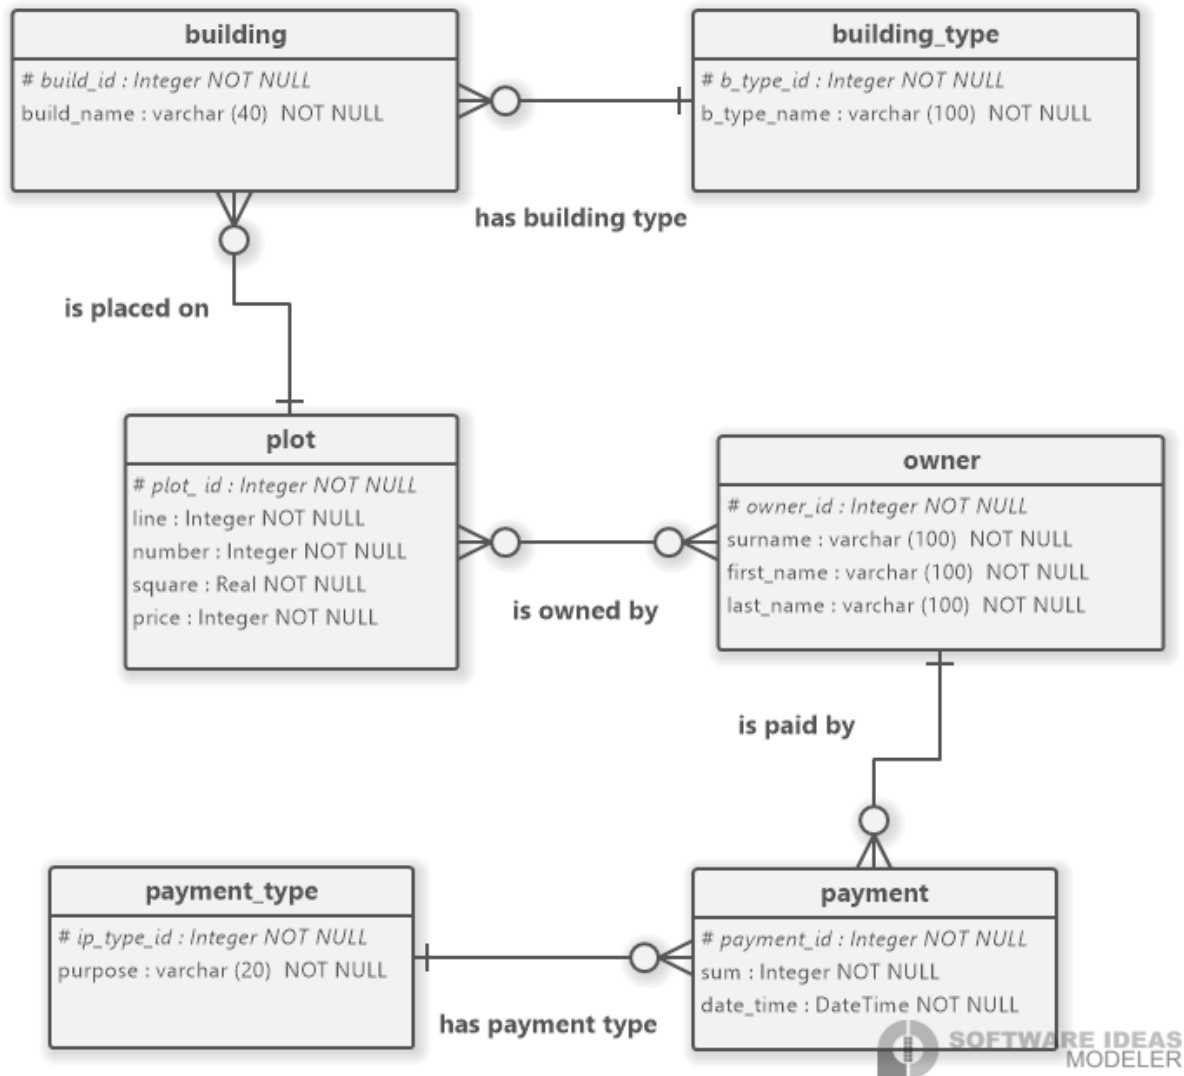 building
# build_id : Integer NOT NULL
build_name : varchar (40)  NOT NULL
building_type
# b_type_id : Integer NOT NULL
b_type_name : varchar (100)  NOT NULL
has building type
is placed on
plot
# plot_ id : Integer NOT NULL
line : Integer NOT NULL
number : Integer NOT NULL
square : Real NOT NULL
price : Integer NOT NULL
owner
# owner_id : Integer NOT NULL
surname : varchar (100)  NOT NULL
first_name : varchar (100)  NOT NULL
last_name : varchar (100)  NOT NULL
is owned by
is paid by
payment_type
# ip_type_id : Integer NOT NULL
purpose : varchar (20)  NOT NULL
payment
# payment_id : Integer NOT NULL
sum : Integer NOT NULL
date_time : DateTime NOT NULL
has payment type
SOFTWARE IDEAS
MODELER